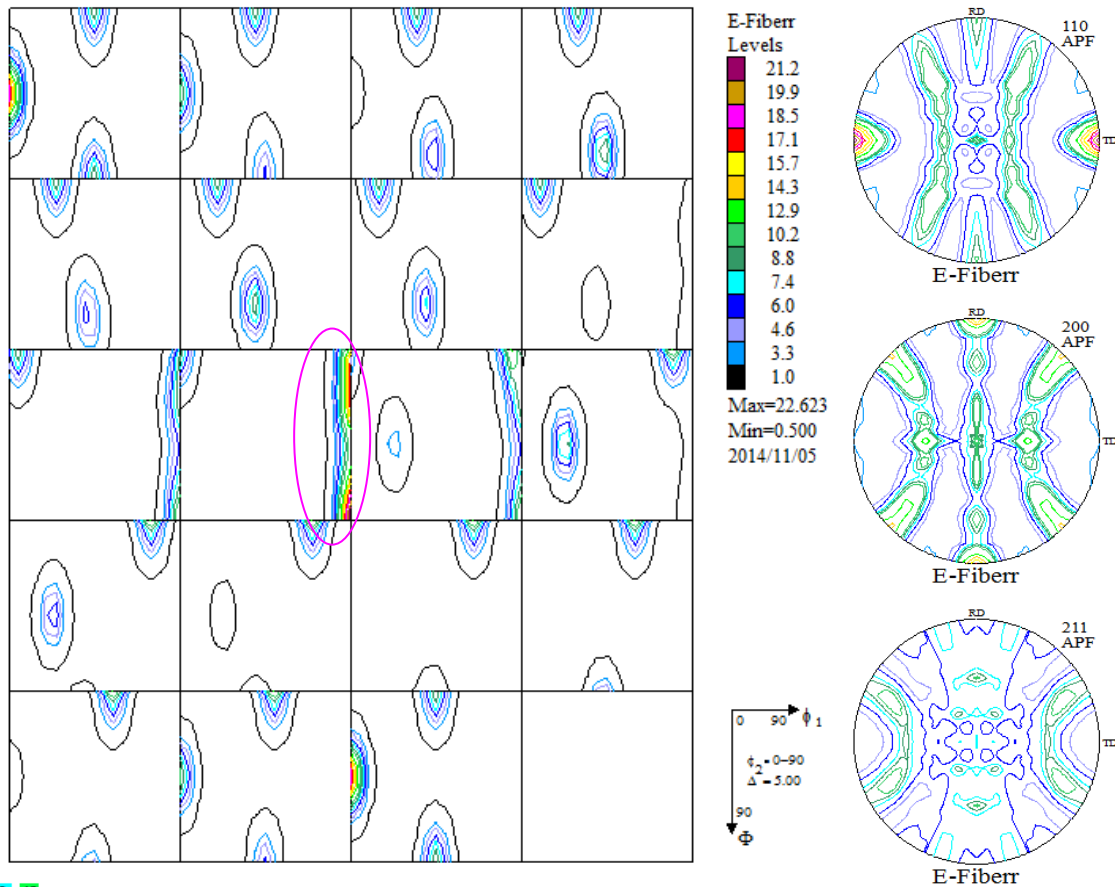 E-Fiberr
Levels
21.2
19.9
18.5
17.1
15.7
14.3
12.9
10.2
8.8
7.4
6.0
4.6
3.3
1.0
Max=22.623
Min=0.500
2014/11/05
0 90 ϕ1
ϕ2=0-90
Δ=5.00
90
Φ
RD
110
APF
TD
E-Fiberr
RD
200
APF
TD
E-Fiberr
RD
211
APF
TD
E-Fiberr